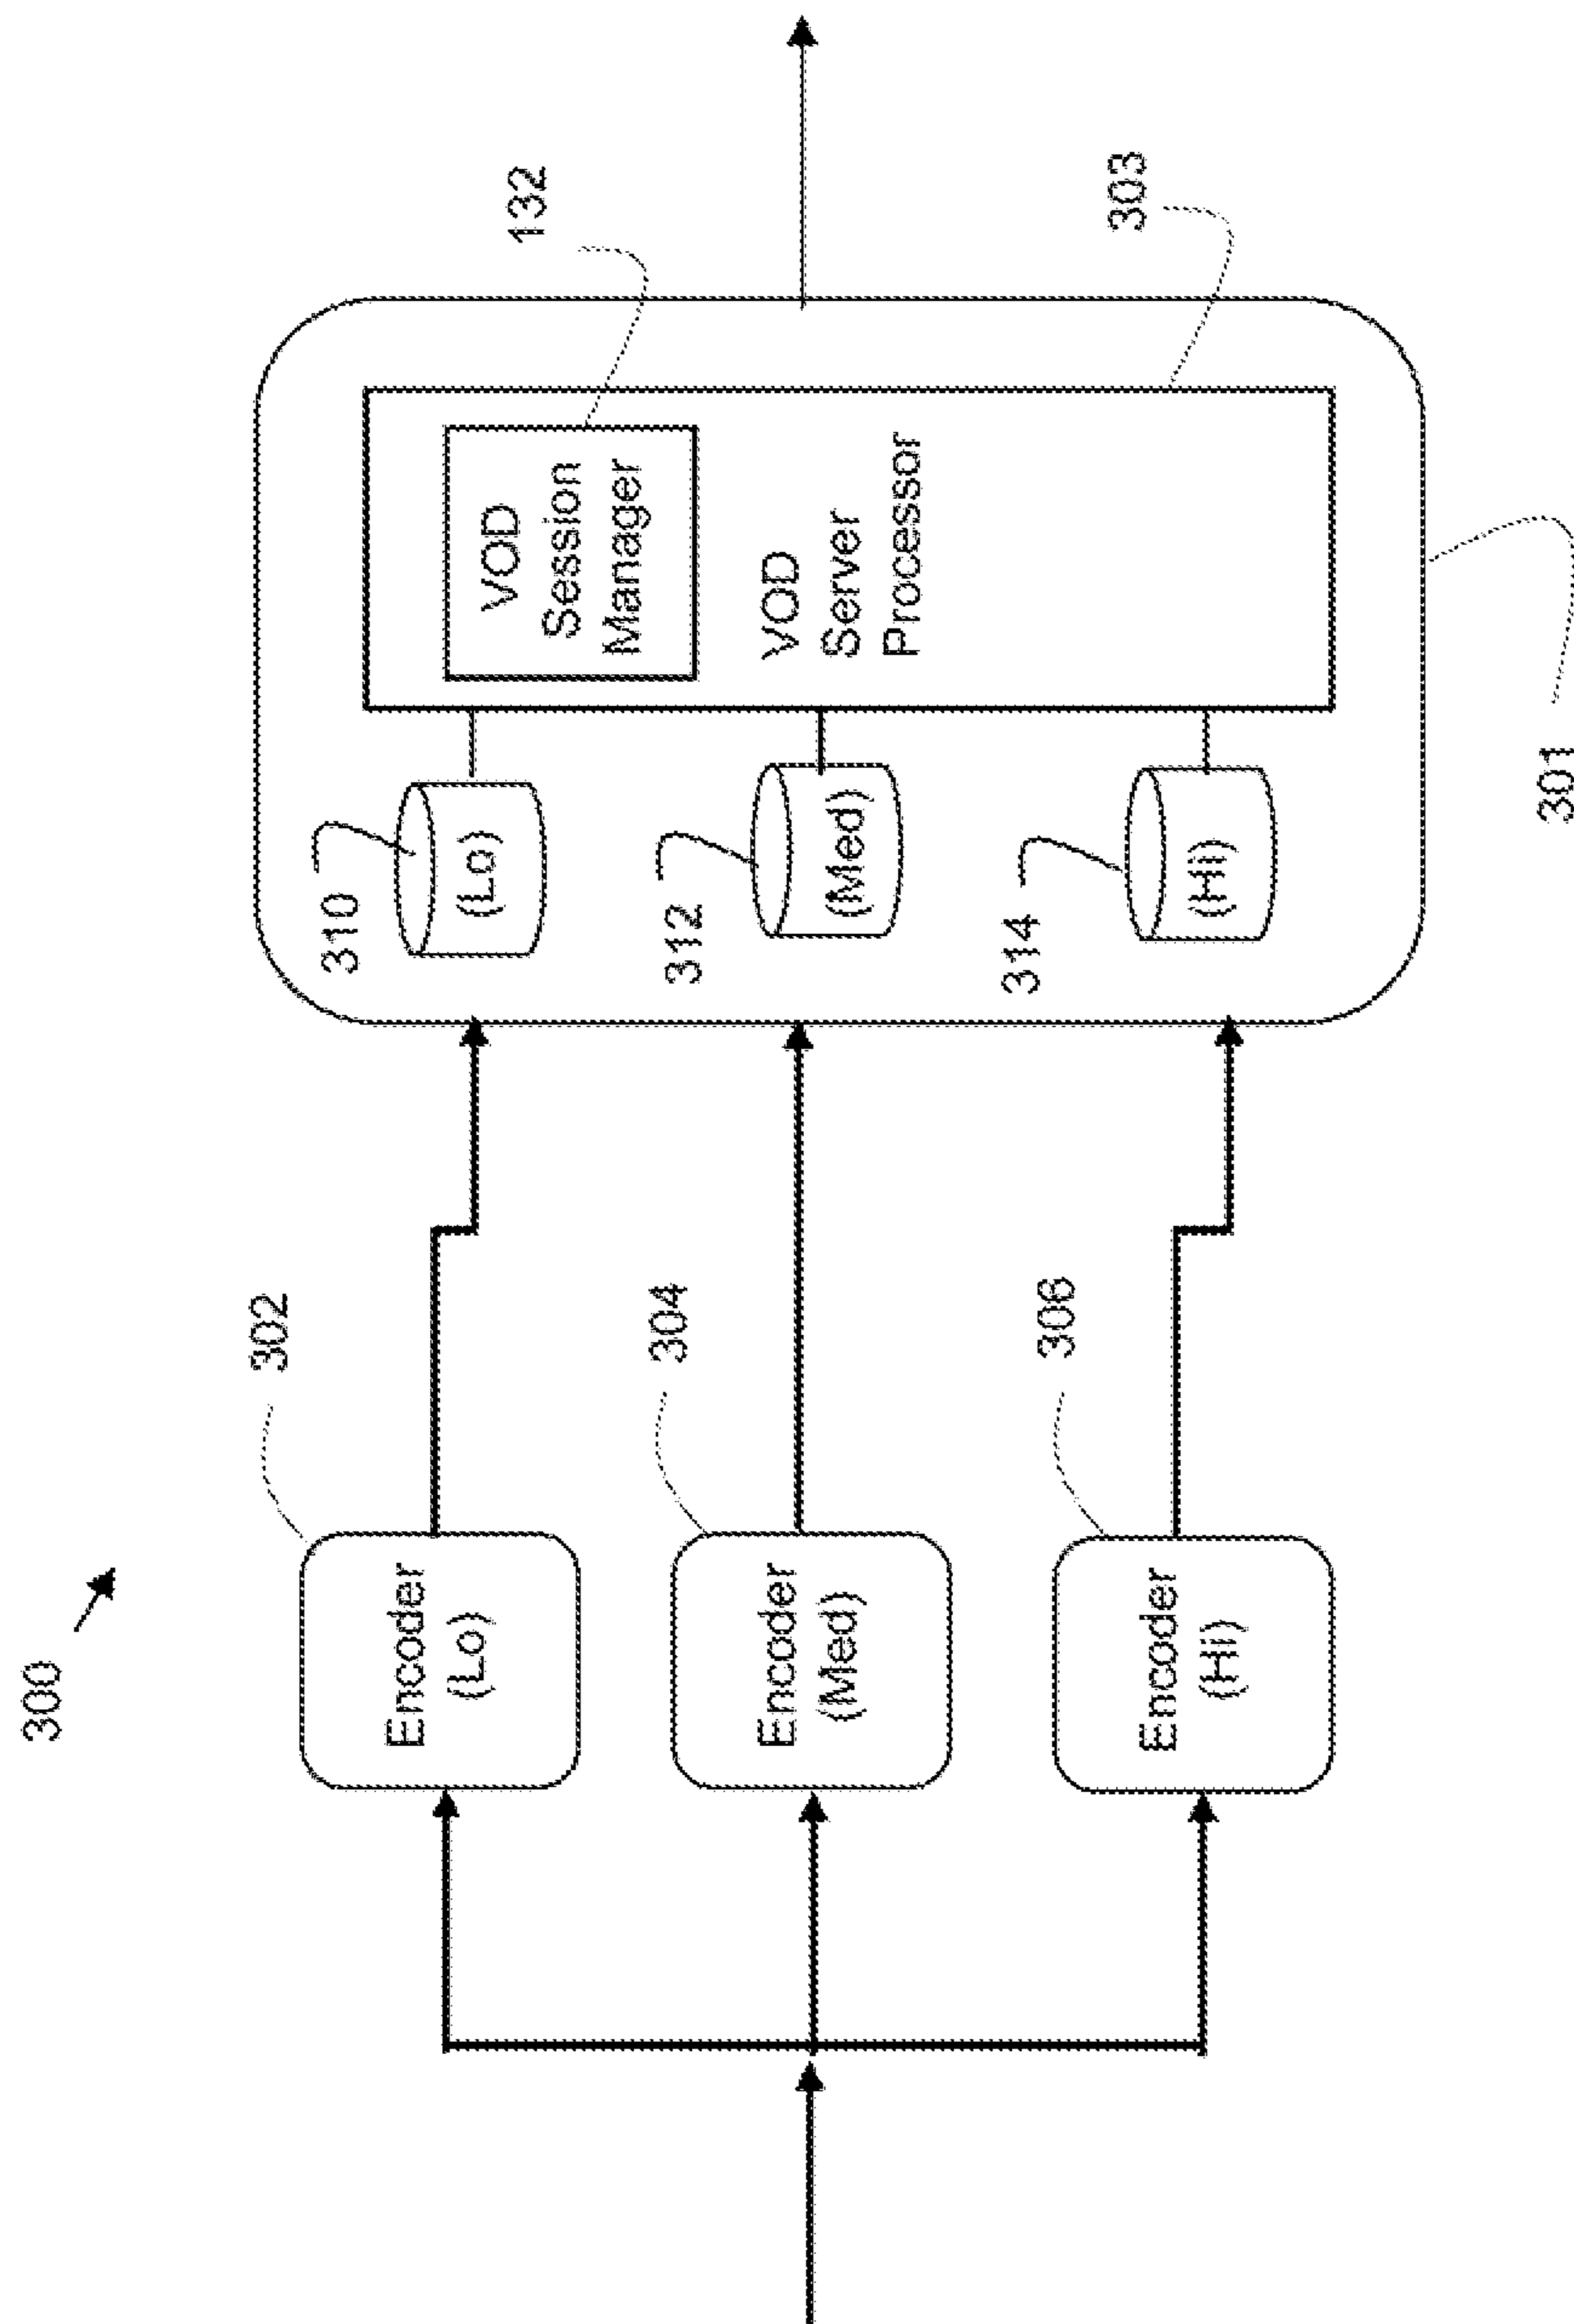 300
302
Encoder
(Lo)
304
Encoder
(Med)
306
Encoder
(Hi)
310
(Lo)
312
(Med)
314
(Hi)
132
VOD
Session
Manager
VOD
Server
Processor
303
301